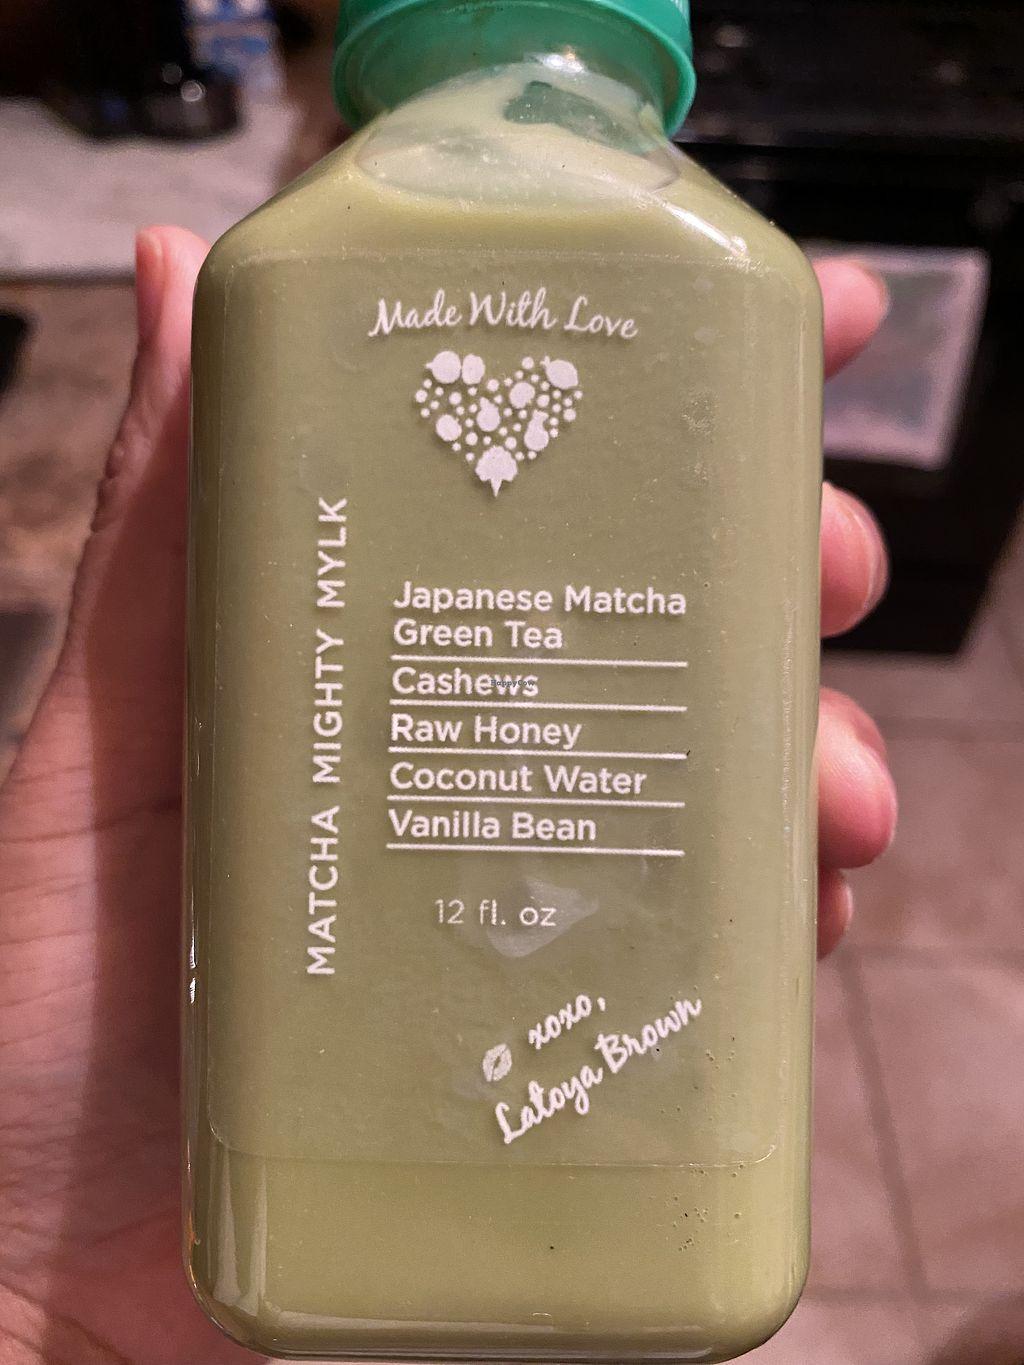 Made With Love
MATCHA MIGHTY MYLK
Japanese Matcha
Green Tea
Cashews
HappyCow
Raw Honey
Coconut Water
Vanilla Bean
12 fl. oz
xoxo,
Latoya Brown